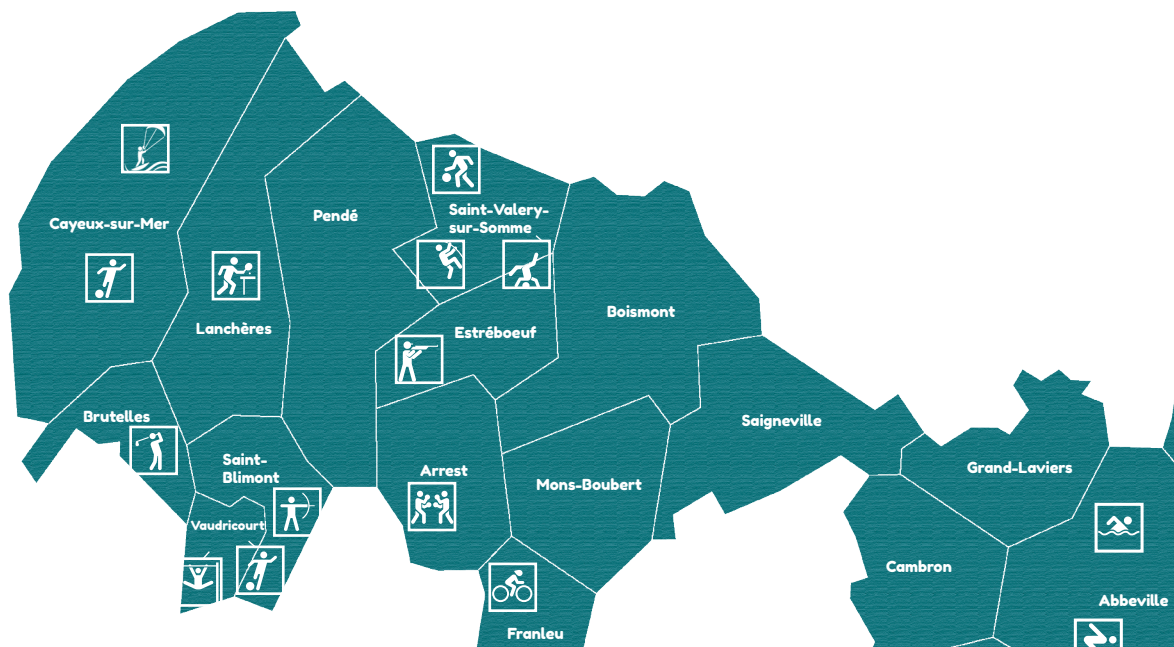 Cayeux-sur-Mer
Pendé
Saint-Valery-
sur-Somme
Lanchères
Estréboeuf
Boismont
Brutelles
Saint-
Blimont
Arrest
Mons-Boubert
Saigneville
Grand-Laviers
Vaudricourt
Cambron
Abbeville
Franleu